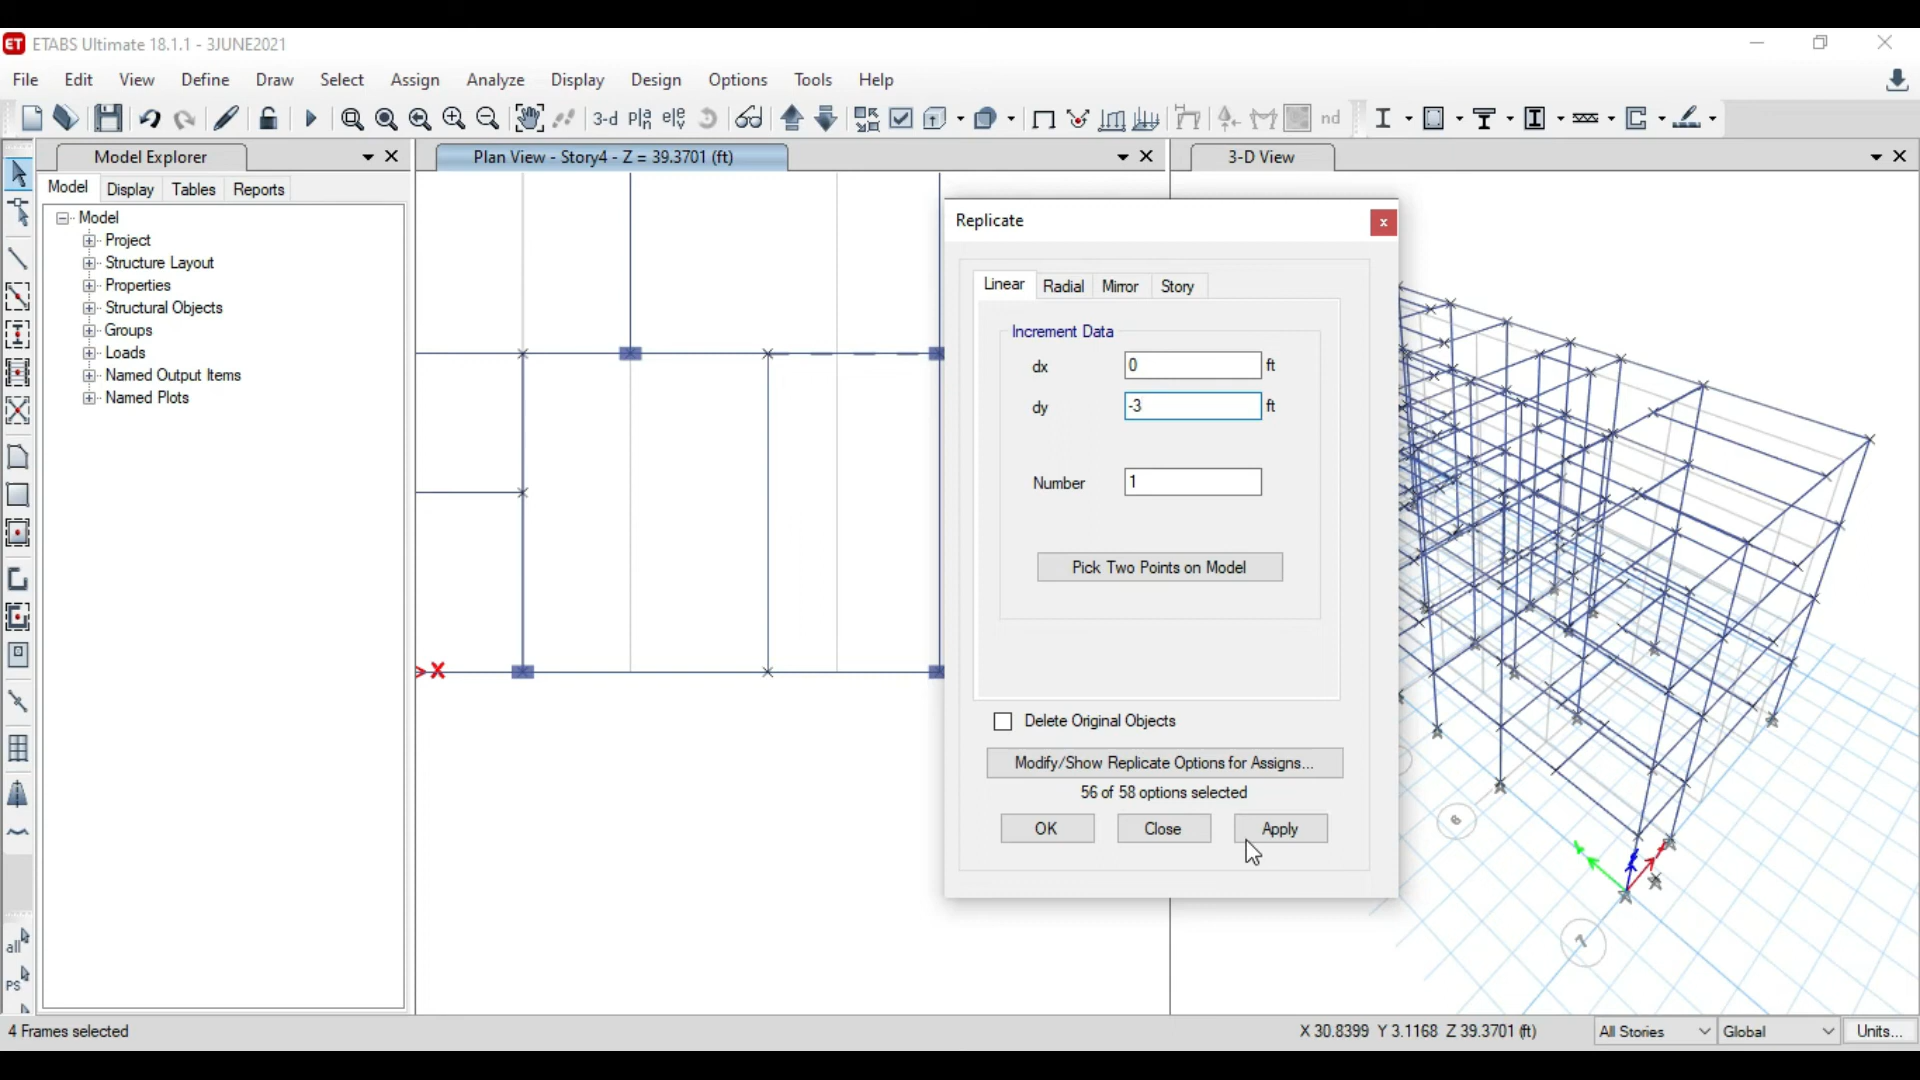 ET ETABS Ultimate 18.1.1 - 3JUNE2021
File Edit View Define Draw Select Assign Analyze Display Design Options Tools Help
3-d nd
Model Explorer
Plan View - Story4 - Z = 39.3701 (ft)
3-D View
Model Display Tables Reports
Model
Project
Structure Layout
Properties
Structural Objects
Groups
Loads
Named Output Items
Named Plots
Replicate
Linear Radial Mirror Story
Increment Data
dx 0 ft
dy -3 ft
Number 1
Pick Two Points on Model
Delete Original Objects
Modify/Show Replicate Options for Assigns...
56 of 58 options selected
OK Close Apply
all
PS
4 Frames selected
X 30.8399 Y 3.1168 Z 39.3701 (ft)
All Stories
Global
Units...